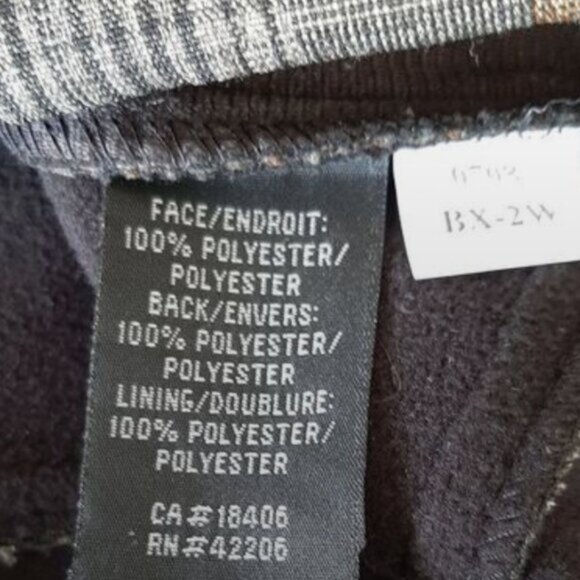 FACE/ENDROIT:
100% POLYESTER/
POLYESTER
BACK/ENVERS:
100% POLYESTER/
POLYESTER
LINING/DOUBLURE:
100% POLYESTER/
POLYESTER
CA#18406
RN#42206
BX-2W